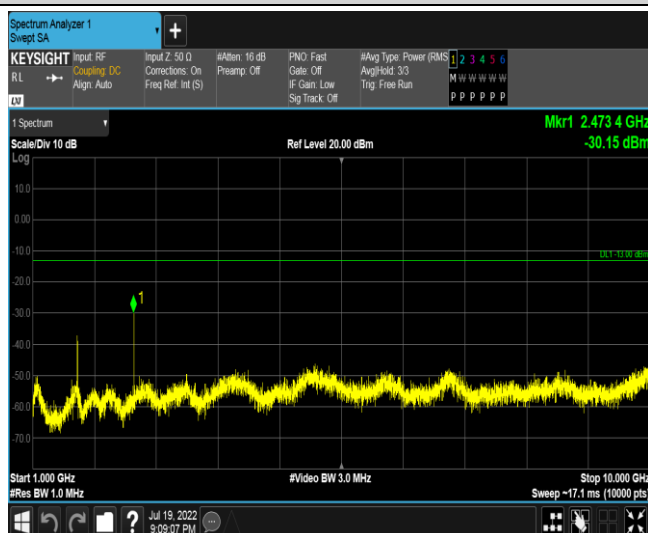 Spectrum Analyzer 1
Swept SA
+
KEYSIGHT
RL
LXI
Input: RF
Coupling: DC
Align: Auto
Input Z: 50 Ω
Corrections: On
Freq Ref: Int (S)
#Atten: 16 dB
Preamp: Off
PNO: Fast
Gate: Off
IF Gain: Low
Sig Track: Off
#Avg Type: Power (RMS
Avg|Hold: 3/3
Trig: Free Run
1 2 3 4 5 6
M W W W W W
P P P P P P
1 Spectrum
Mkr1 2.473 4 GHz
-30.15 dBm
Scale/Div 10 dB
Ref Level 20.00 dBm
Log
10.0
0.00
-10.0
DL1 -13.00 dBm
-20.0
-30.0
1
-40.0
-50.0
-60.0
-70.0
Start 1.000 GHz
#Video BW 3.0 MHz
Stop 10.000 GHz
#Res BW 1.0 MHz
Sweep ~17.1 ms (10000 pts)
?
Jul 19, 2022
9:09:07 PM